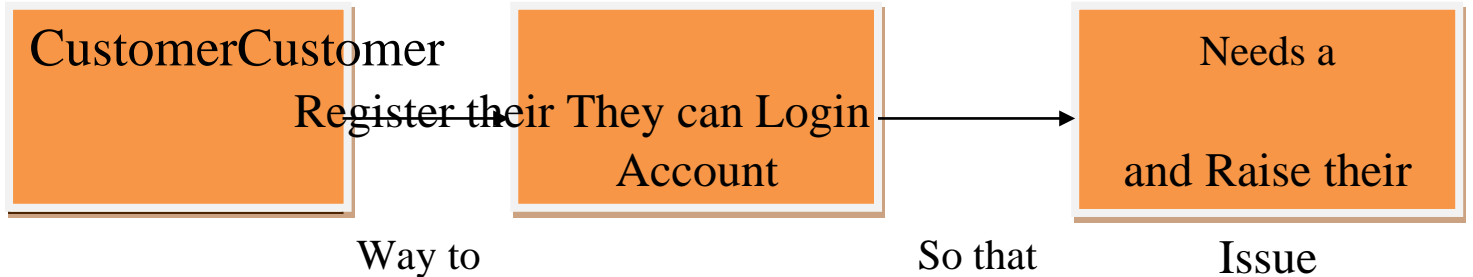 CustomerCustomer
Needs a
Register their They can Login
Account
and Raise their
Way to
So that
Issue